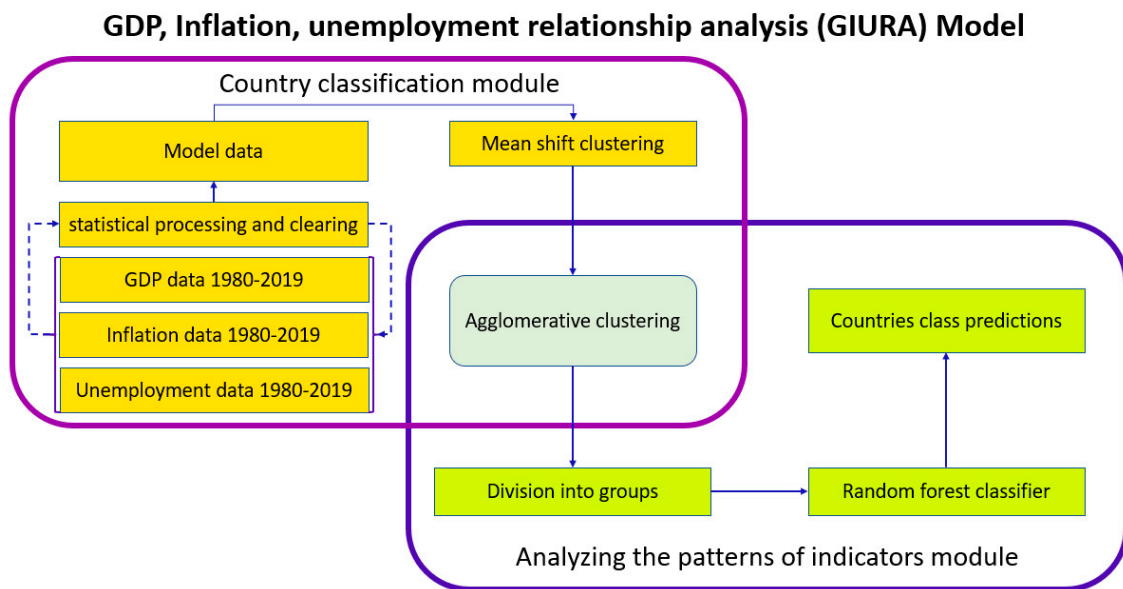 GDP, Inflation, unemployment relationship analysis (GIURA) Model
Country classification module
Model data
Mean shift clustering
statistical processing and clearing
GDP data 1980-2019
Inflation data 1980-2019
Unemployment data 1980-2019
Agglomerative clustering
Countries class predictions
Division into groups
Random forest classifier
Analyzing the patterns of indicators module